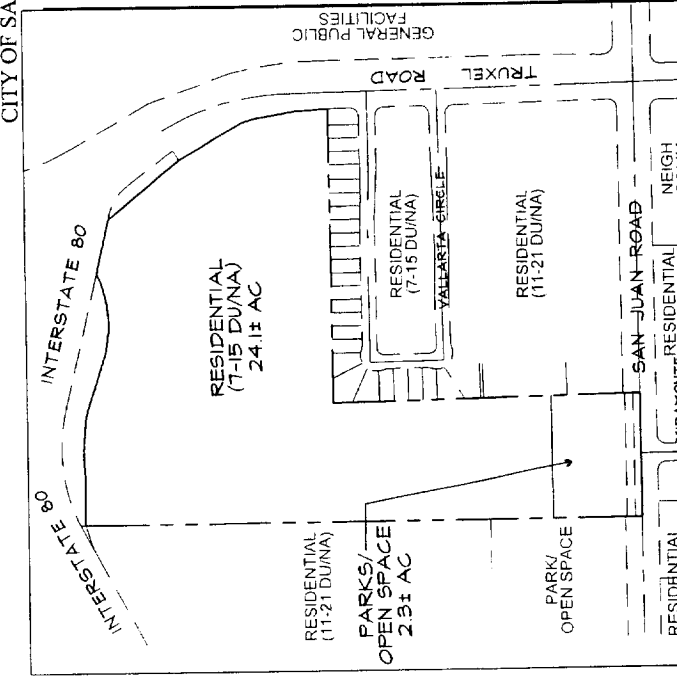 CITY OF SA
GENERAL PUBLIC
FACILITIES
TRUXEL ROAD
INTERSTATE 80
INTERSTATE 80
RESIDENTIAL
(7-15 DU/NA)
24.1± AC
RESIDENTIAL
(7-15 DU/NA)
VALLARTA CIRCLE
RESIDENTIAL
(11-21 DU/NA)
RESIDENTIAL
(11-21 DU/NA)
PARKS/
OPEN SPACE
2.3± AC
PARK/
OPEN SPACE
SAN JUAN ROAD
NEIGH
RESIDENTIAL
RESIDENTIAL